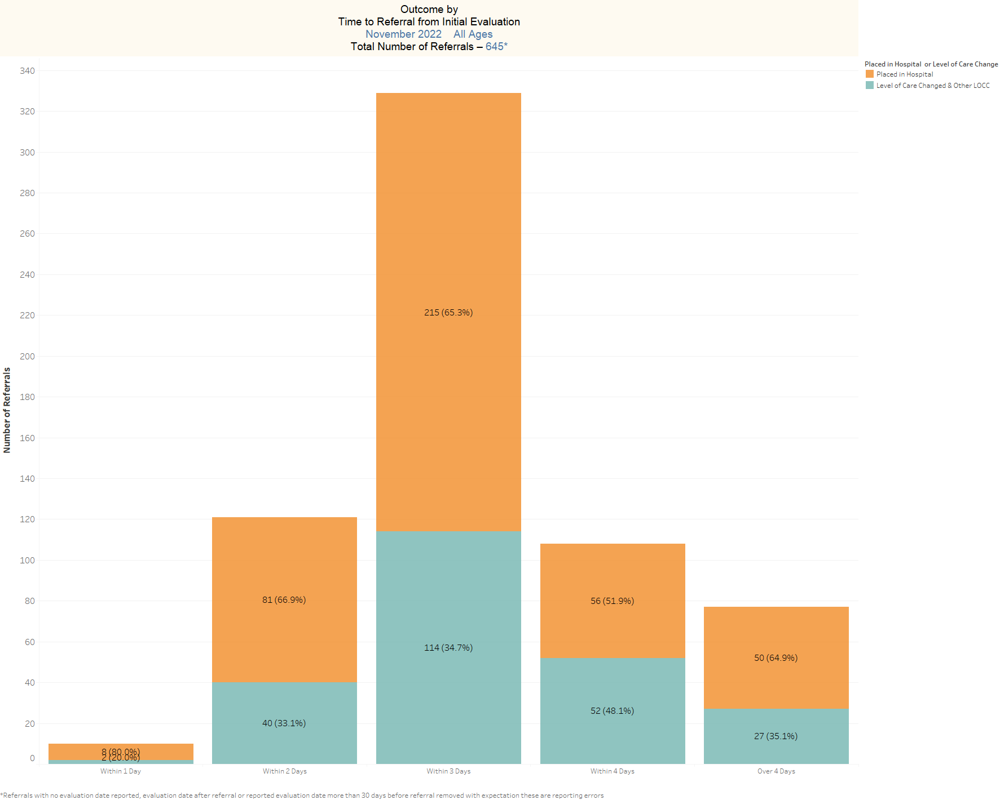 Outcome by
Time to Referral from Initial Evaluation
November 2022 All Ages
Total Number of Referrals – 645*
Placed in Hospital or Level of Care Change
Placed in Hospital
Level of Care Changed & Other LOCC
Number of Referrals
340
320
300
280
260
240
220
200
180
160
140
120
100
80
60
40
20
0
8 (80.0%)
2 (20.0%)
81 (66.9%)
40 (33.1%)
215 (65.3%)
114 (34.7%)
56 (51.9%)
52 (48.1%)
50 (64.9%)
27 (35.1%)
Within 1 Day
Within 2 Days
Within 3 Days
Within 4 Days
Over 4 Days
*Referrals with no evaluation date reported, evaluation date after referral or reported evaluation date more than 30 days before referral removed with expectation these are reporting errors